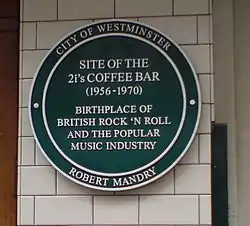 CITY OF WESTMINSTER
SITE OF THE
2i's COFFEE BAR
(1956-1970)
BIRTHPLACE OF
BRITISH ROCK 'N ROLL
AND THE POPULAR
MUSIC INDUSTRY
ROBERT MANDRY